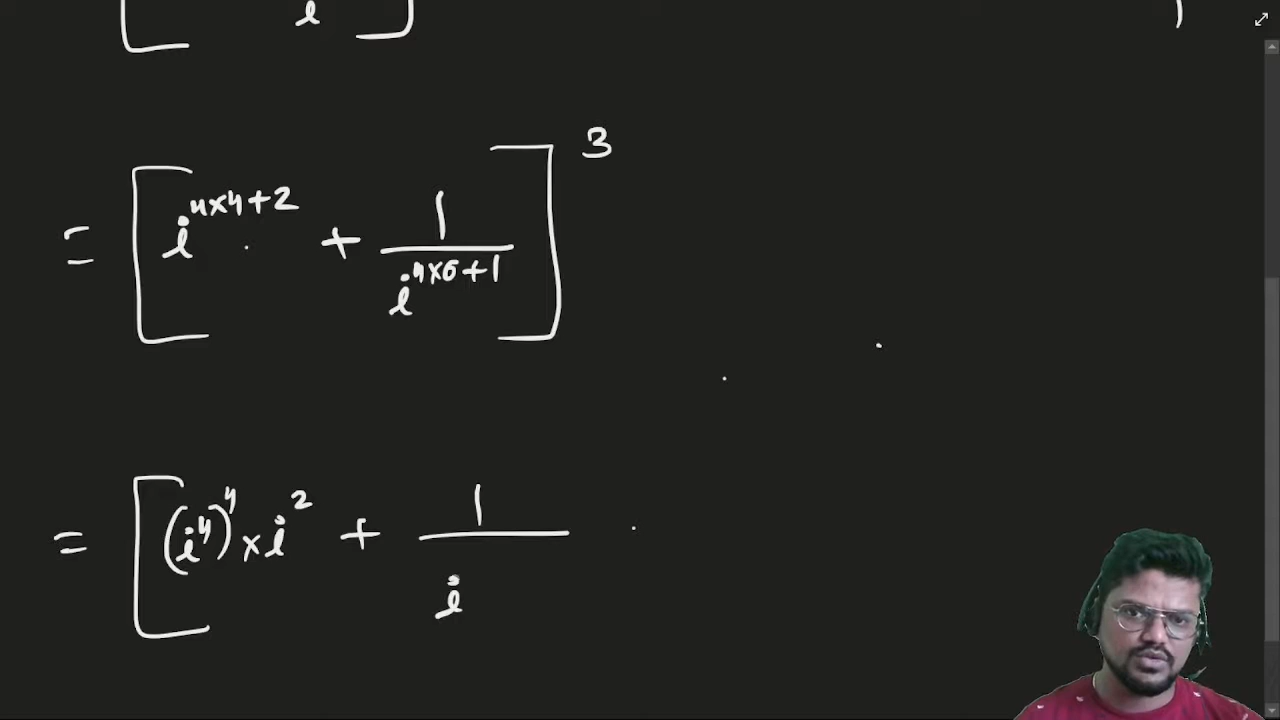 i
= [i^{4×4+2} + 1/i^{4×6+1}]^3
= [(i^4)^4 × i^2 + 1/i